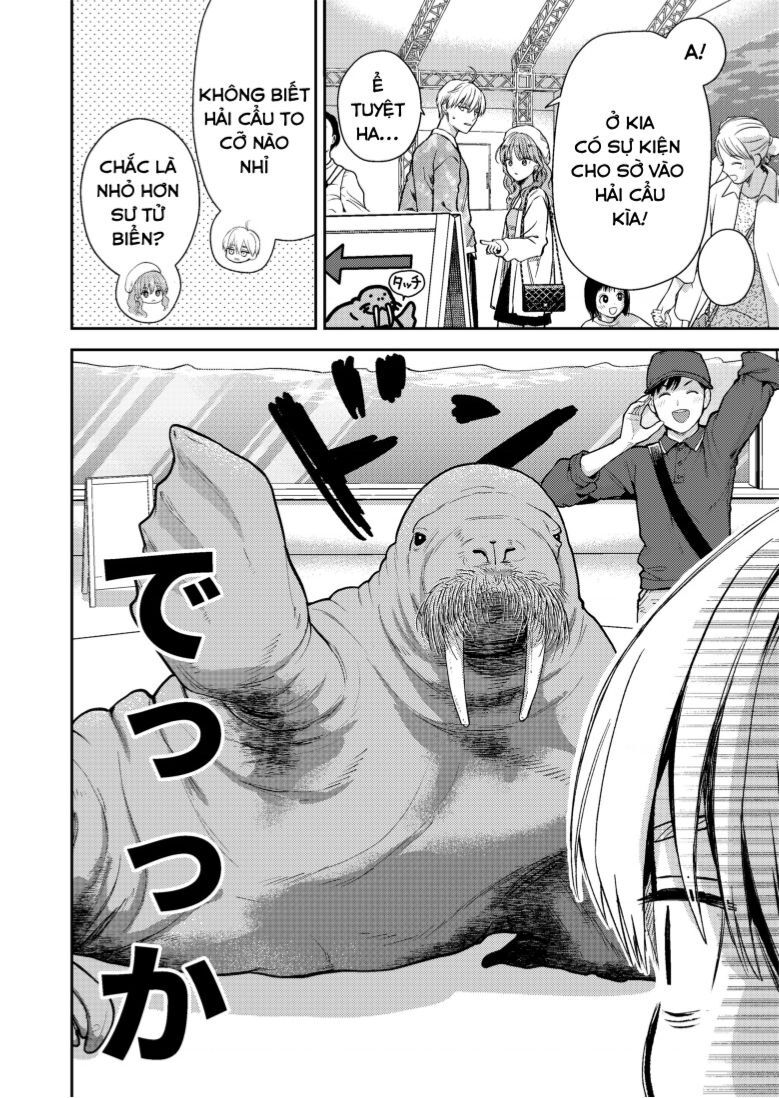 A!
Ở KIA
CÓ SỰ KIỆN
CHO SỜ VÀO
HẢI CẨU
KÌA!
Ể
TUYỆT
HA...
タッチ
KHÔNG BIẾT
HẢI CẨU TO
CỠ NÀO
NHỈ
CHẮC LÀ
NHỎ HƠN
SƯ TỬ
BIỂN?
ドン
でっっか